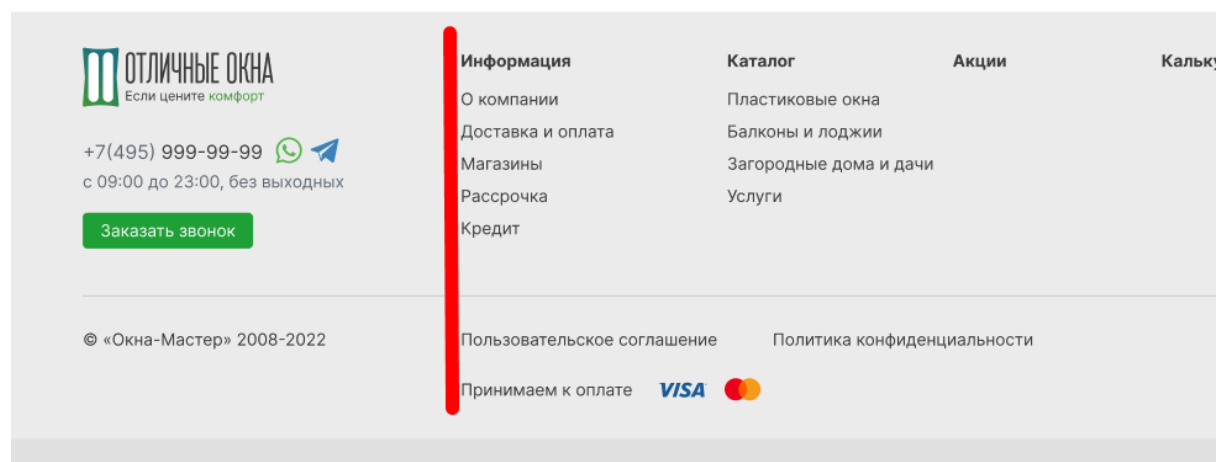 ОТЛИЧНЫЕ ОКНА
Если цените комфорт
+7(495) 999-99-99
с 09:00 до 23:00, без выходных
Заказать звонок
Информация
О компании
Доставка и оплата
Магазины
Рассрочка
Кредит
Каталог
Пластиковые окна
Балконы и лоджии
Загородные дома и дачи
Услуги
Акции
© «Окна-Мастер» 2008-2022
Пользовательское соглашение
Политика конфиденциальности
Принимаем к оплате VISA